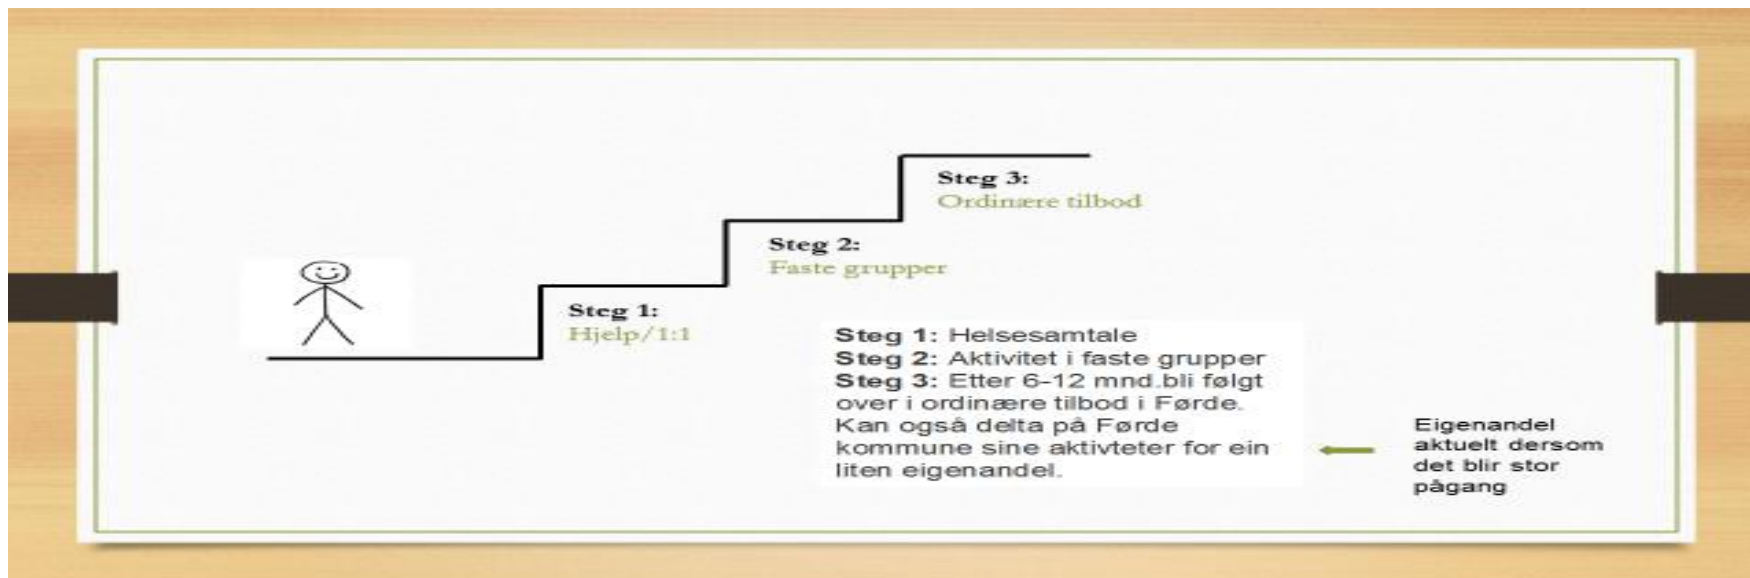 Steg 3:
Ordinære tilbod
Steg 2:
Faste grupper
Steg 1:
Hjelp/1:1
Steg 1: Helsesamtale
Steg 2: Aktivitet i faste grupper
Steg 3: Etter 6-12 mnd.bli følgt
over i ordinære tilbod i Førde.
Kan også delta på Førde
kommune sine aktivteter for ein
liten eigenandel.
Eigenandel
aktuelt dersom
det blir stor
pågang